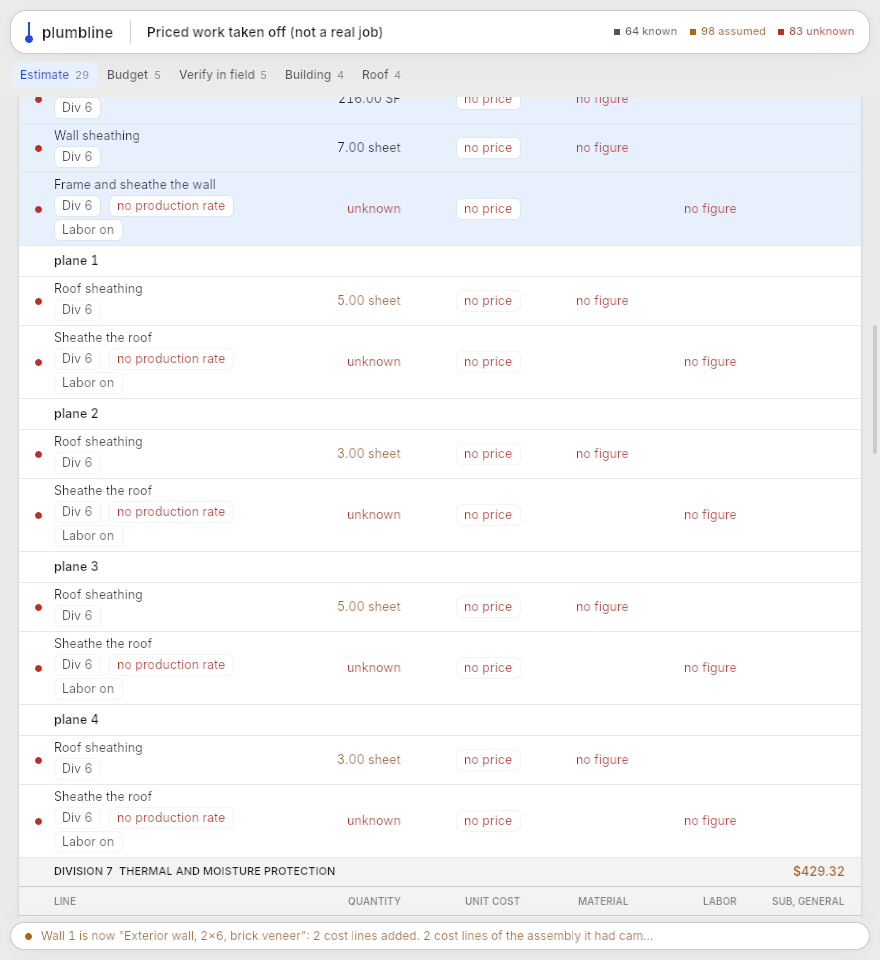 plumbline
Priced work taken off (not a real job)
64 known
98 assumed
83 unknown
Estimate 29
Budget 5
Verify in field 5
Building 4
Roof 4
Div 6
216.00 SF
no price
no figure
Wall sheathing
Div 6
7.00 sheet
no price
no figure
Frame and sheathe the wall
Div 6
no production rate
Labor on
unknown
no price
no figure
plane 1
Roof sheathing
Div 6
5.00 sheet
no price
no figure
Sheathe the roof
Div 6
no production rate
Labor on
unknown
no price
no figure
plane 2
Roof sheathing
Div 6
3.00 sheet
no price
no figure
Sheathe the roof
Div 6
no production rate
Labor on
unknown
no price
no figure
plane 3
Roof sheathing
Div 6
5.00 sheet
no price
no figure
Sheathe the roof
Div 6
no production rate
Labor on
unknown
no price
no figure
plane 4
Roof sheathing
Div 6
3.00 sheet
no price
no figure
Sheathe the roof
Div 6
no production rate
Labor on
unknown
no price
no figure
DIVISION 7 THERMAL AND MOISTURE PROTECTION
$429.32
LINE
QUANTITY
UNIT COST
MATERIAL
LABOR
SUB, GENERAL
Wall 1 is now "Exterior wall, 2×6, brick veneer": 2 cost lines added. 2 cost lines of the assembly it had cam…